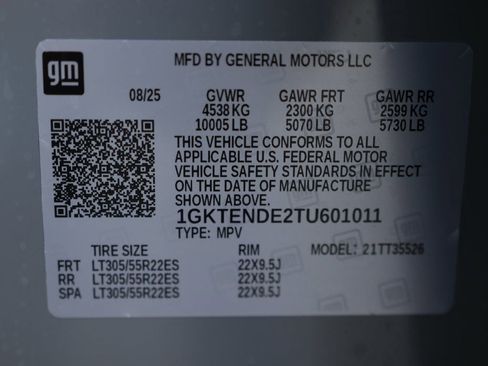 gm
MFD BY GENERAL MOTORS LLC
08/25 GVWR GAWR FRT GAWR RR
4538 KG 2300 KG 2599 KG
10005 LB 5070 LB 5730 LB
THIS VEHICLE CONFORMS TO ALL
APPLICABLE U.S. FEDERAL MOTOR
VEHICLE SAFETY STANDARDS IN EFFECT
ON THE DATE OF MANUFACTURE
SHOWN ABOVE.
1GKTENDE2TU601011
TYPE: MPV
TIRE SIZE RIM MODEL: 21TT35526
FRT LT305/55R22ES 22X9.5J
RR LT305/55R22ES 22X9.5J
SPA LT305/55R22ES 22X9.5J